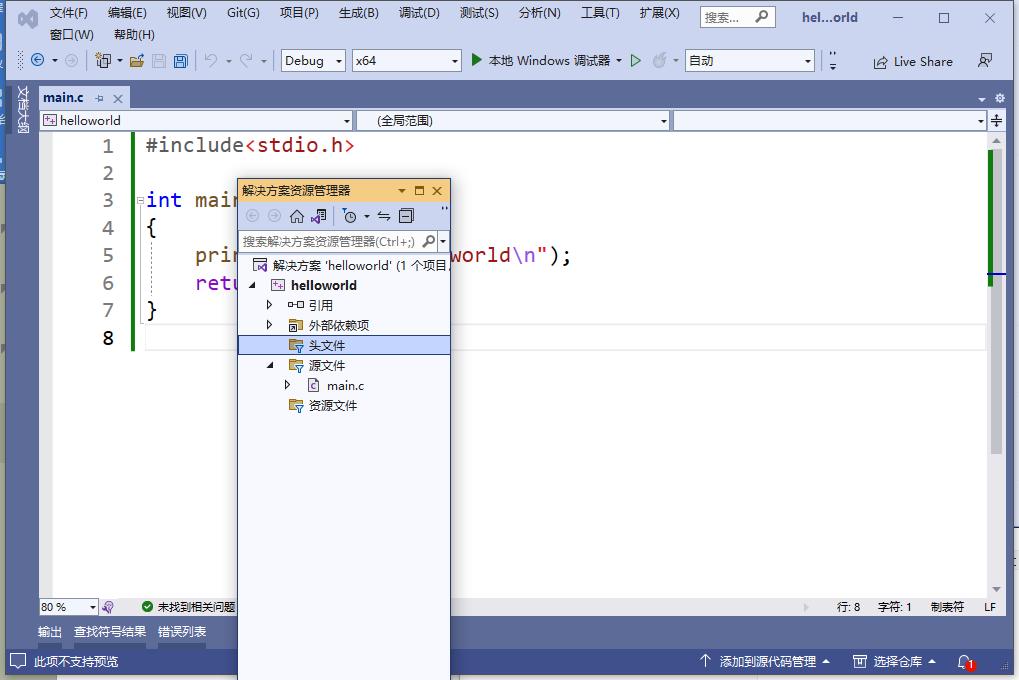 文件(F) 编辑(E) 视图(V) Git(G) 项目(P) 生成(B) 调试(D) 测试(S) 分析(N) 工具(T) 扩展(X) 搜索... hel...orld
窗口(W) 帮助(H)
Debug x64 本地 Windows 调试器 自动 Live Share
文档大纲
main.c
helloworld (全局范围)
1 #include<stdio.h>
2
3 int main
4 {
5 prin world\n");
6 retu
7 }
8
解决方案资源管理器
搜索解决方案资源管理器(Ctrl+;)
解决方案 'helloworld' (1 个项目,
helloworld
引用
外部依赖项
头文件
源文件
main.c
资源文件
80 % 未找到相关问题 行: 8 字符: 1 制表符 LF
输出 查找符号结果 错误列表
此项不支持预览 添加到源代码管理 选择仓库 1